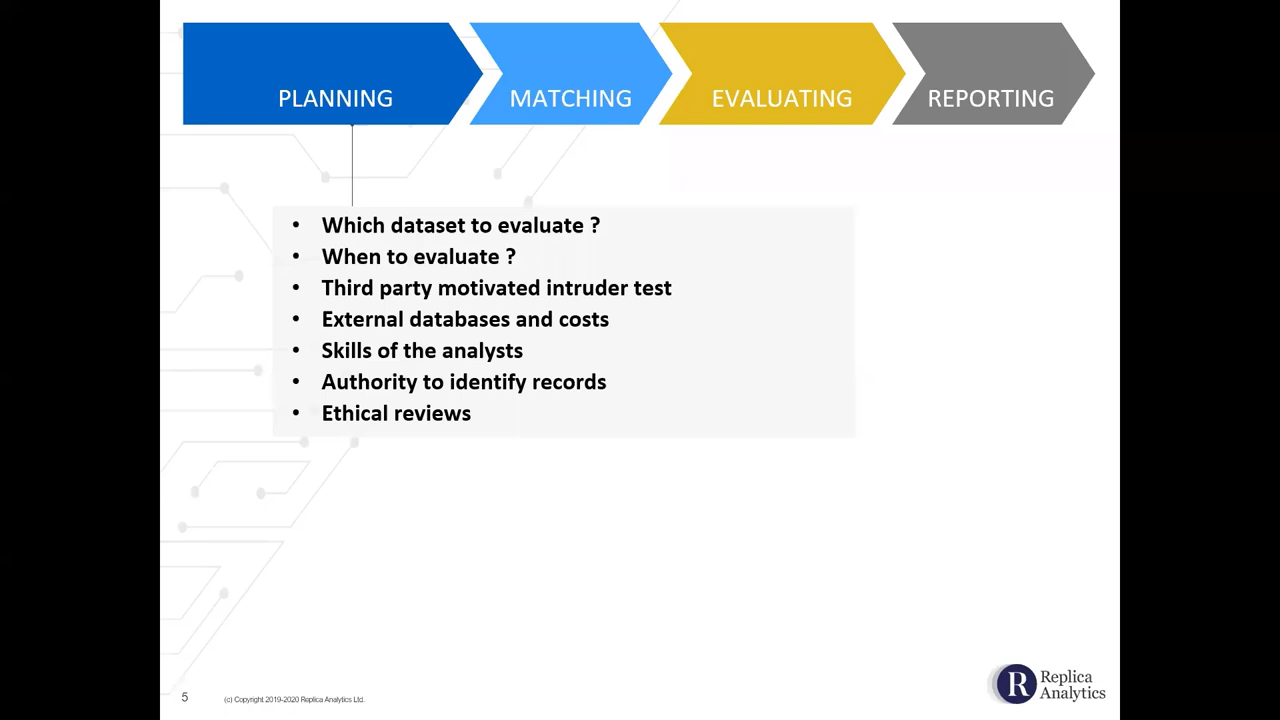 PLANNING
MATCHING
EVALUATING
REPORTING
• Which dataset to evaluate ?
• When to evaluate ?
• Third party motivated intruder test
• External databases and costs
• Skills of the analysts
• Authority to identify records
• Ethical reviews
5
(c) Copyright 2019-2020 Replica Analytics Ltd.
R
Replica
Analytics